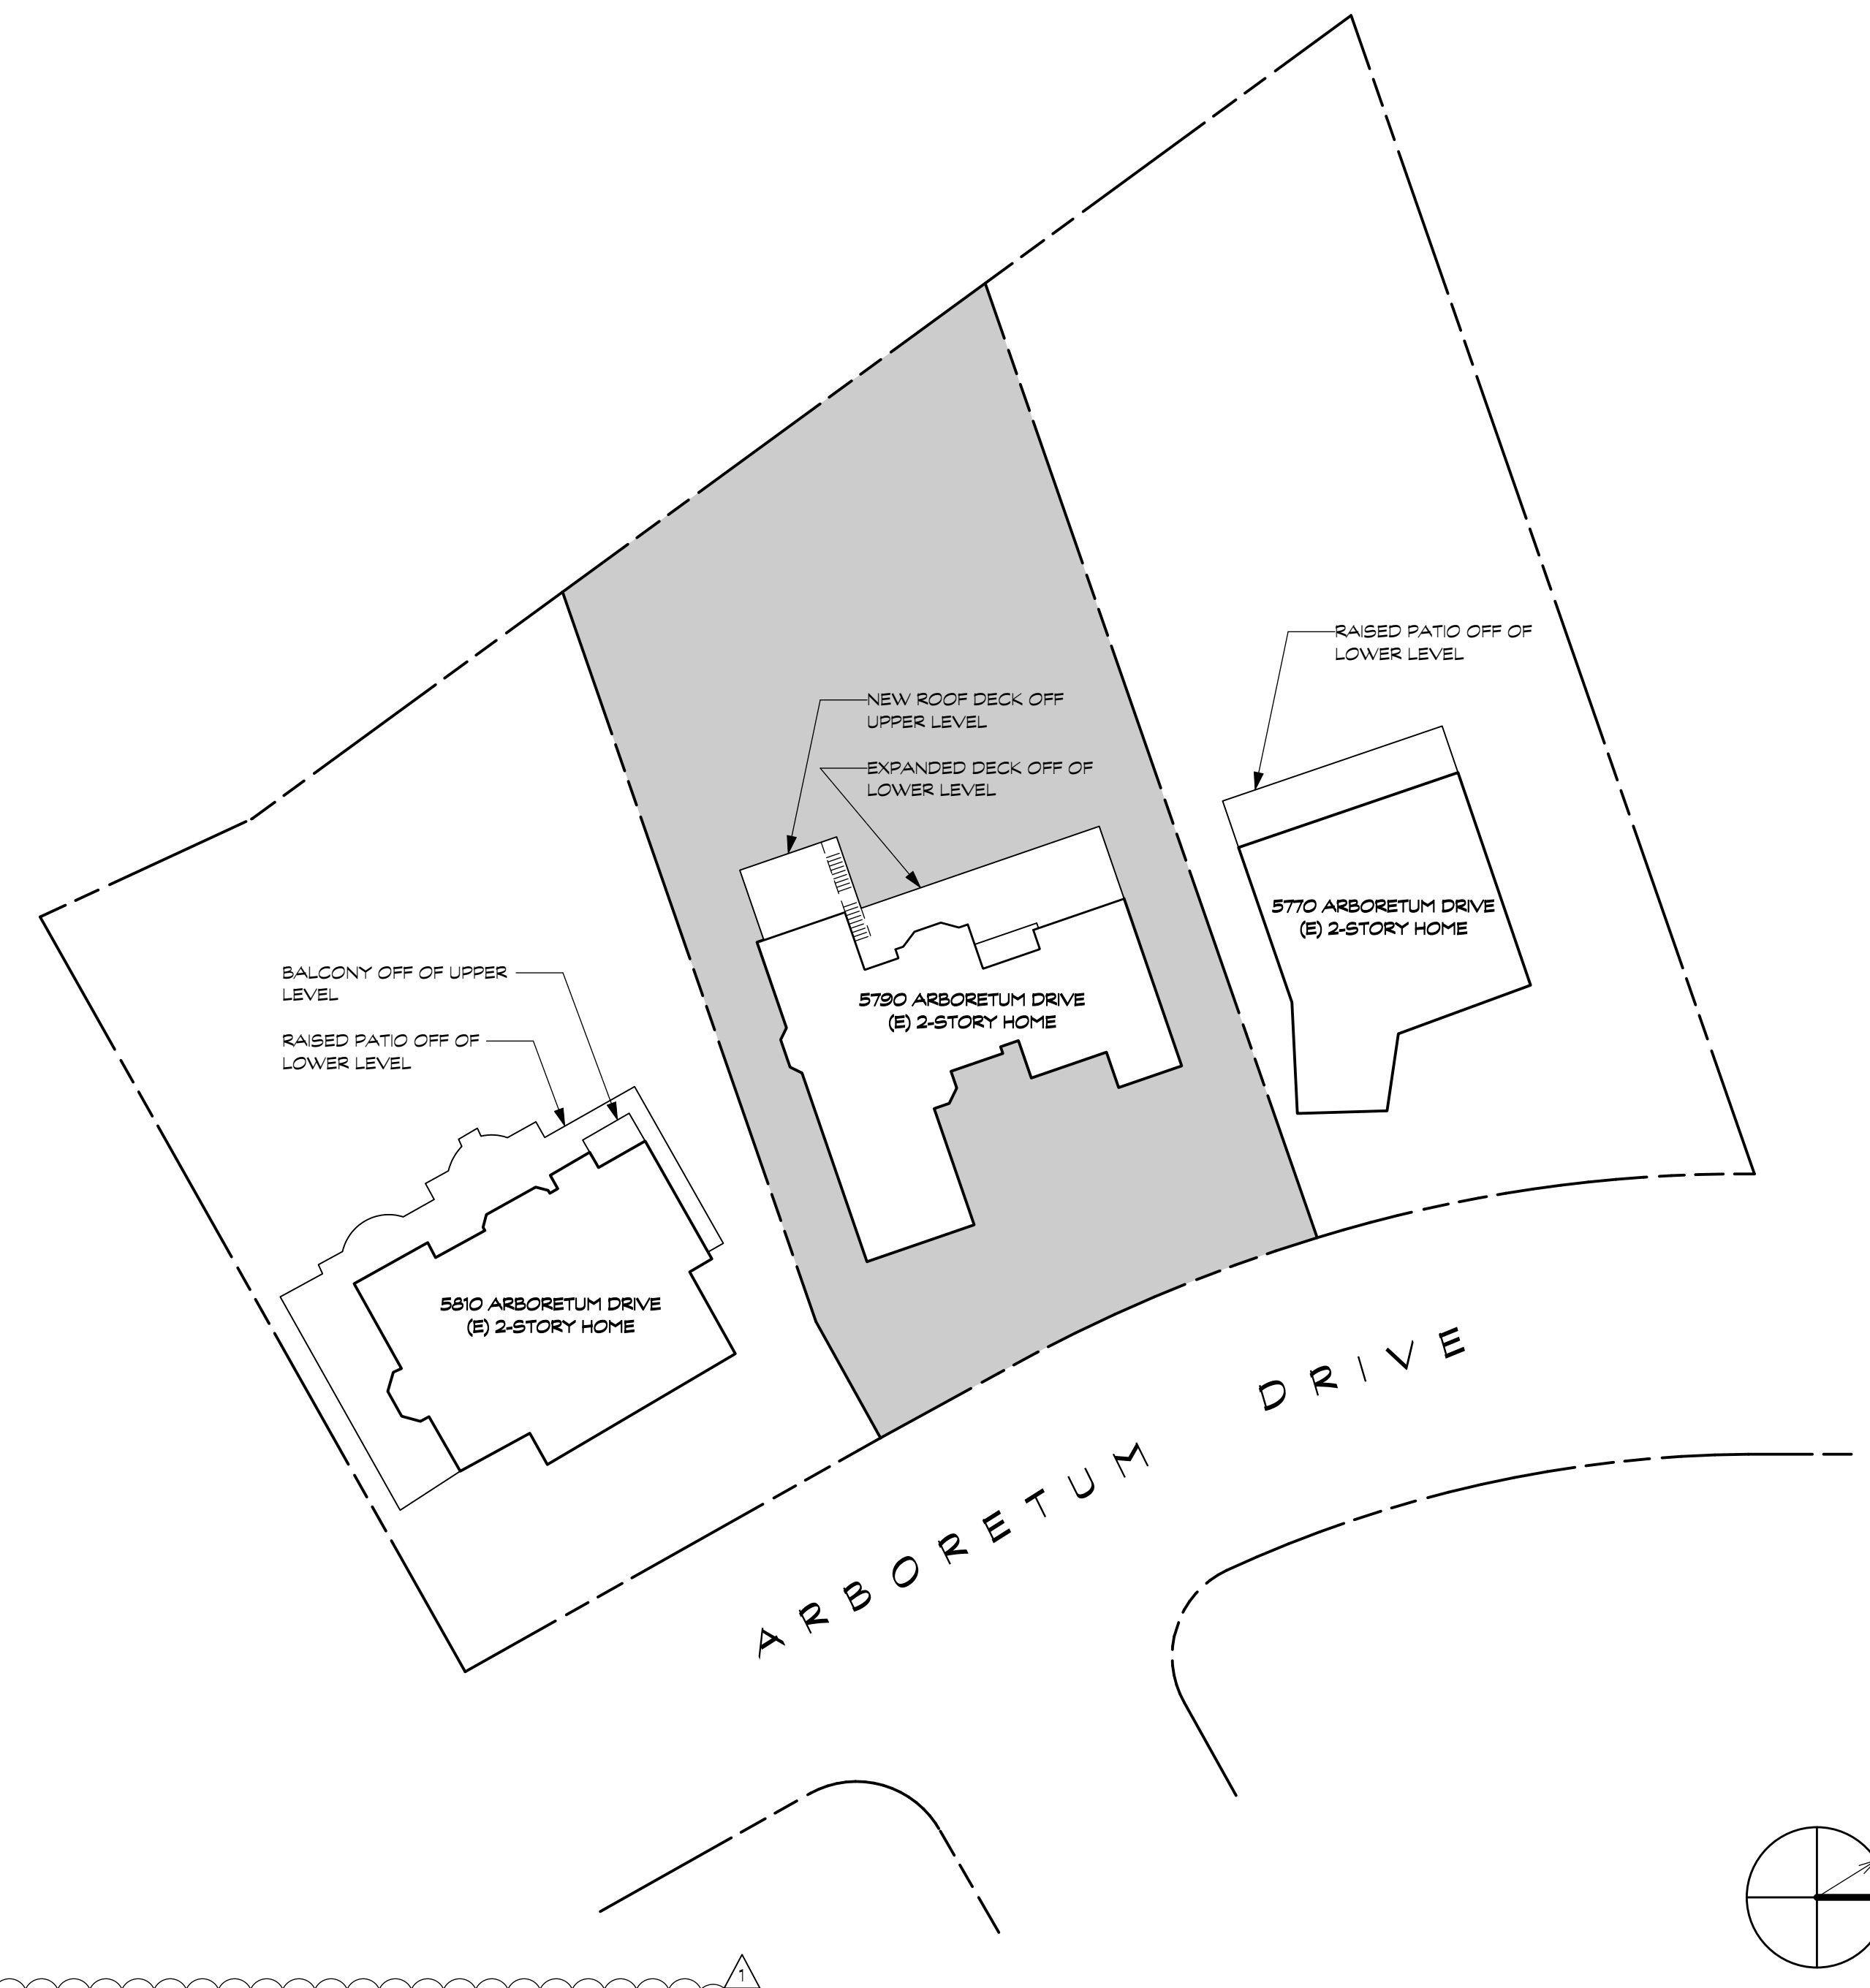 RAISED PATIO OFF OF
LOWER LEVEL
NEW ROOF DECK OFF
UPPER LEVEL
EXPANDED DECK OFF OF
LOWER LEVEL
5770 ARBORETUM DRIVE
(E) 2-STORY HOME
BALCONY OFF OF UPPER
LEVEL
5790 ARBORETUM DRIVE
(E) 2-STORY HOME
RAISED PATIO OFF OF
LOWER LEVEL
5810 ARBORETUM DRIVE
(E) 2-STORY HOME
ARBORETUM DRIVE
1